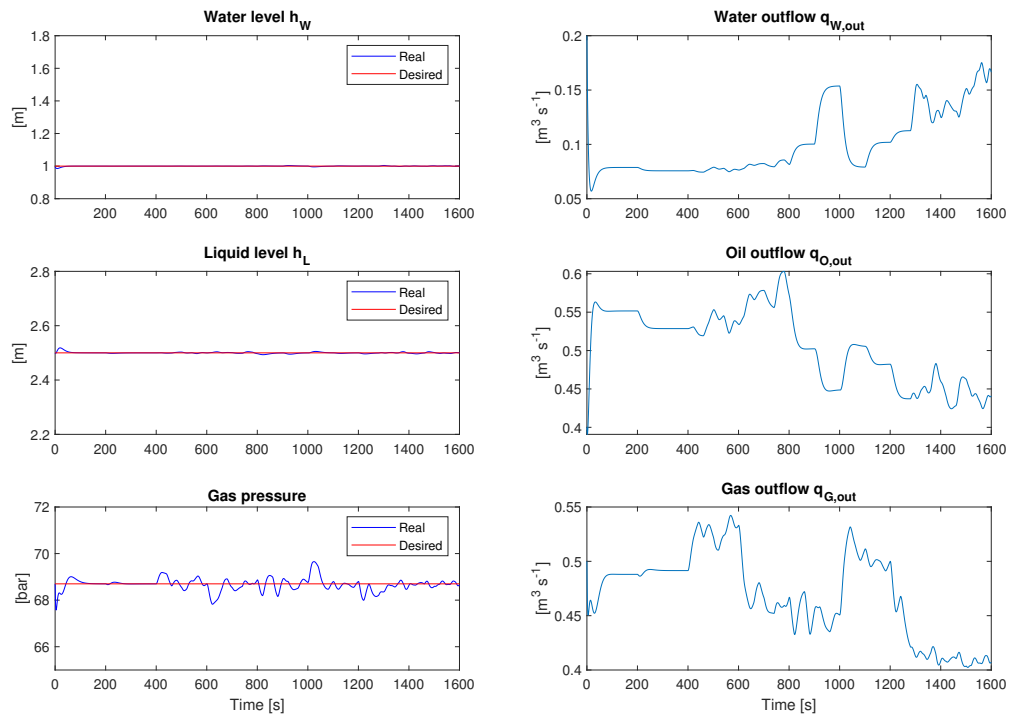 Water level h_W
1.8
1.6
1.4
1.2
1
0.8
[m]
0 200 400 600 800 1000 1200 1400 1600
Real
Desired
Water outflow q_W,out
0.2
0.15
0.1
0.05
[m³ s⁻¹]
0 200 400 600 800 1000 1200 1400 1600
Liquid level h_L
2.8
2.6
2.4
2.2
[m]
0 200 400 600 800 1000 1200 1400 1600
Real
Desired
Oil outflow q_O,out
0.6
0.55
0.5
0.45
0.4
[m³ s⁻¹]
0 200 400 600 800 1000 1200 1400 1600
Gas pressure
72
70
68
66
[bar]
0 200 400 600 800 1000 1200 1400 1600
Time [s]
Real
Desired
Gas outflow q_G,out
0.55
0.5
0.45
0.4
[m³ s⁻¹]
0 200 400 600 800 1000 1200 1400 1600
Time [s]